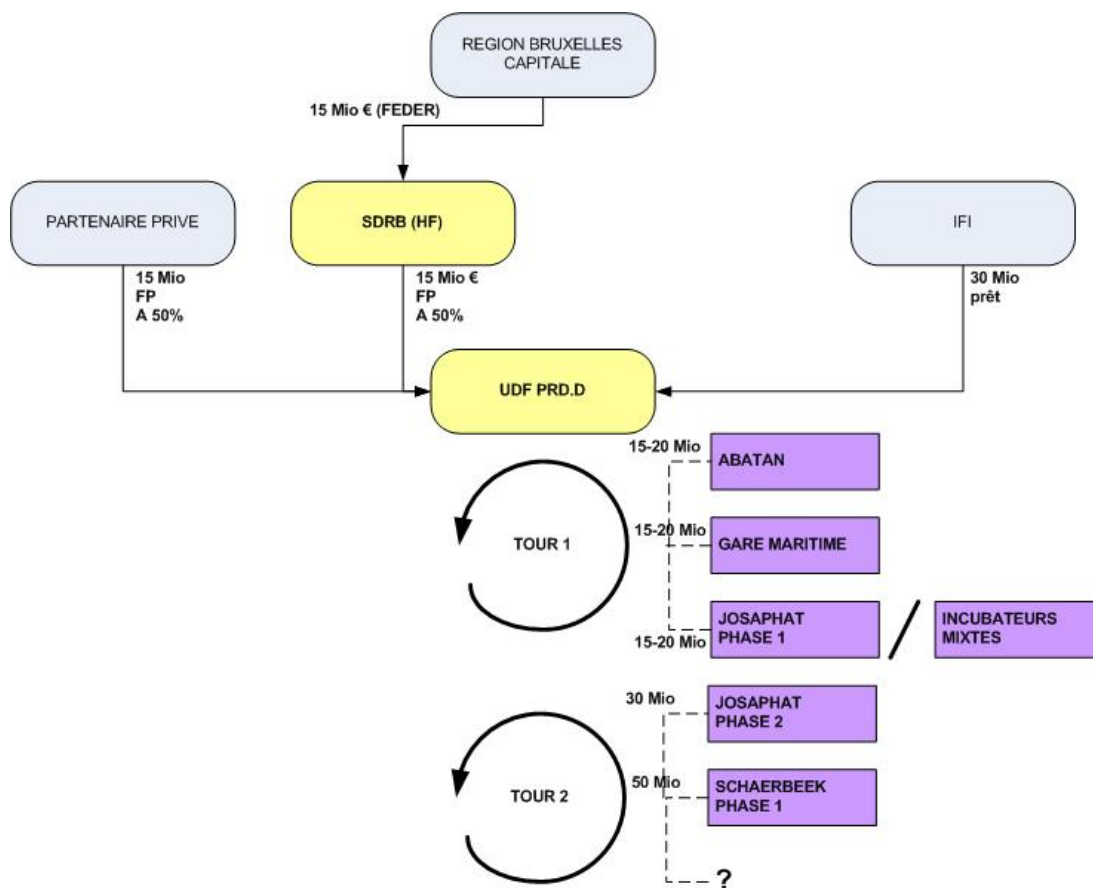 REGION BRUXELLES
CAPITALE
15 Mio € (FEDER)
PARTENAIRE PRIVE
SDRB (HF)
IFI
15 Mio
FP
A 50%
15 Mio €
FP
A 50%
30 Mio
prêt
UDF PRD.D
TOUR 1
15-20 Mio
ABATAN
15-20 Mio
GARE MARITIME
15-20 Mio
JOSAPHAT
PHASE 1
/
INCUBATEURS
MIXTES
TOUR 2
30 Mio
JOSAPHAT
PHASE 2
50 Mio
SCHAERBEEK
PHASE 1
?